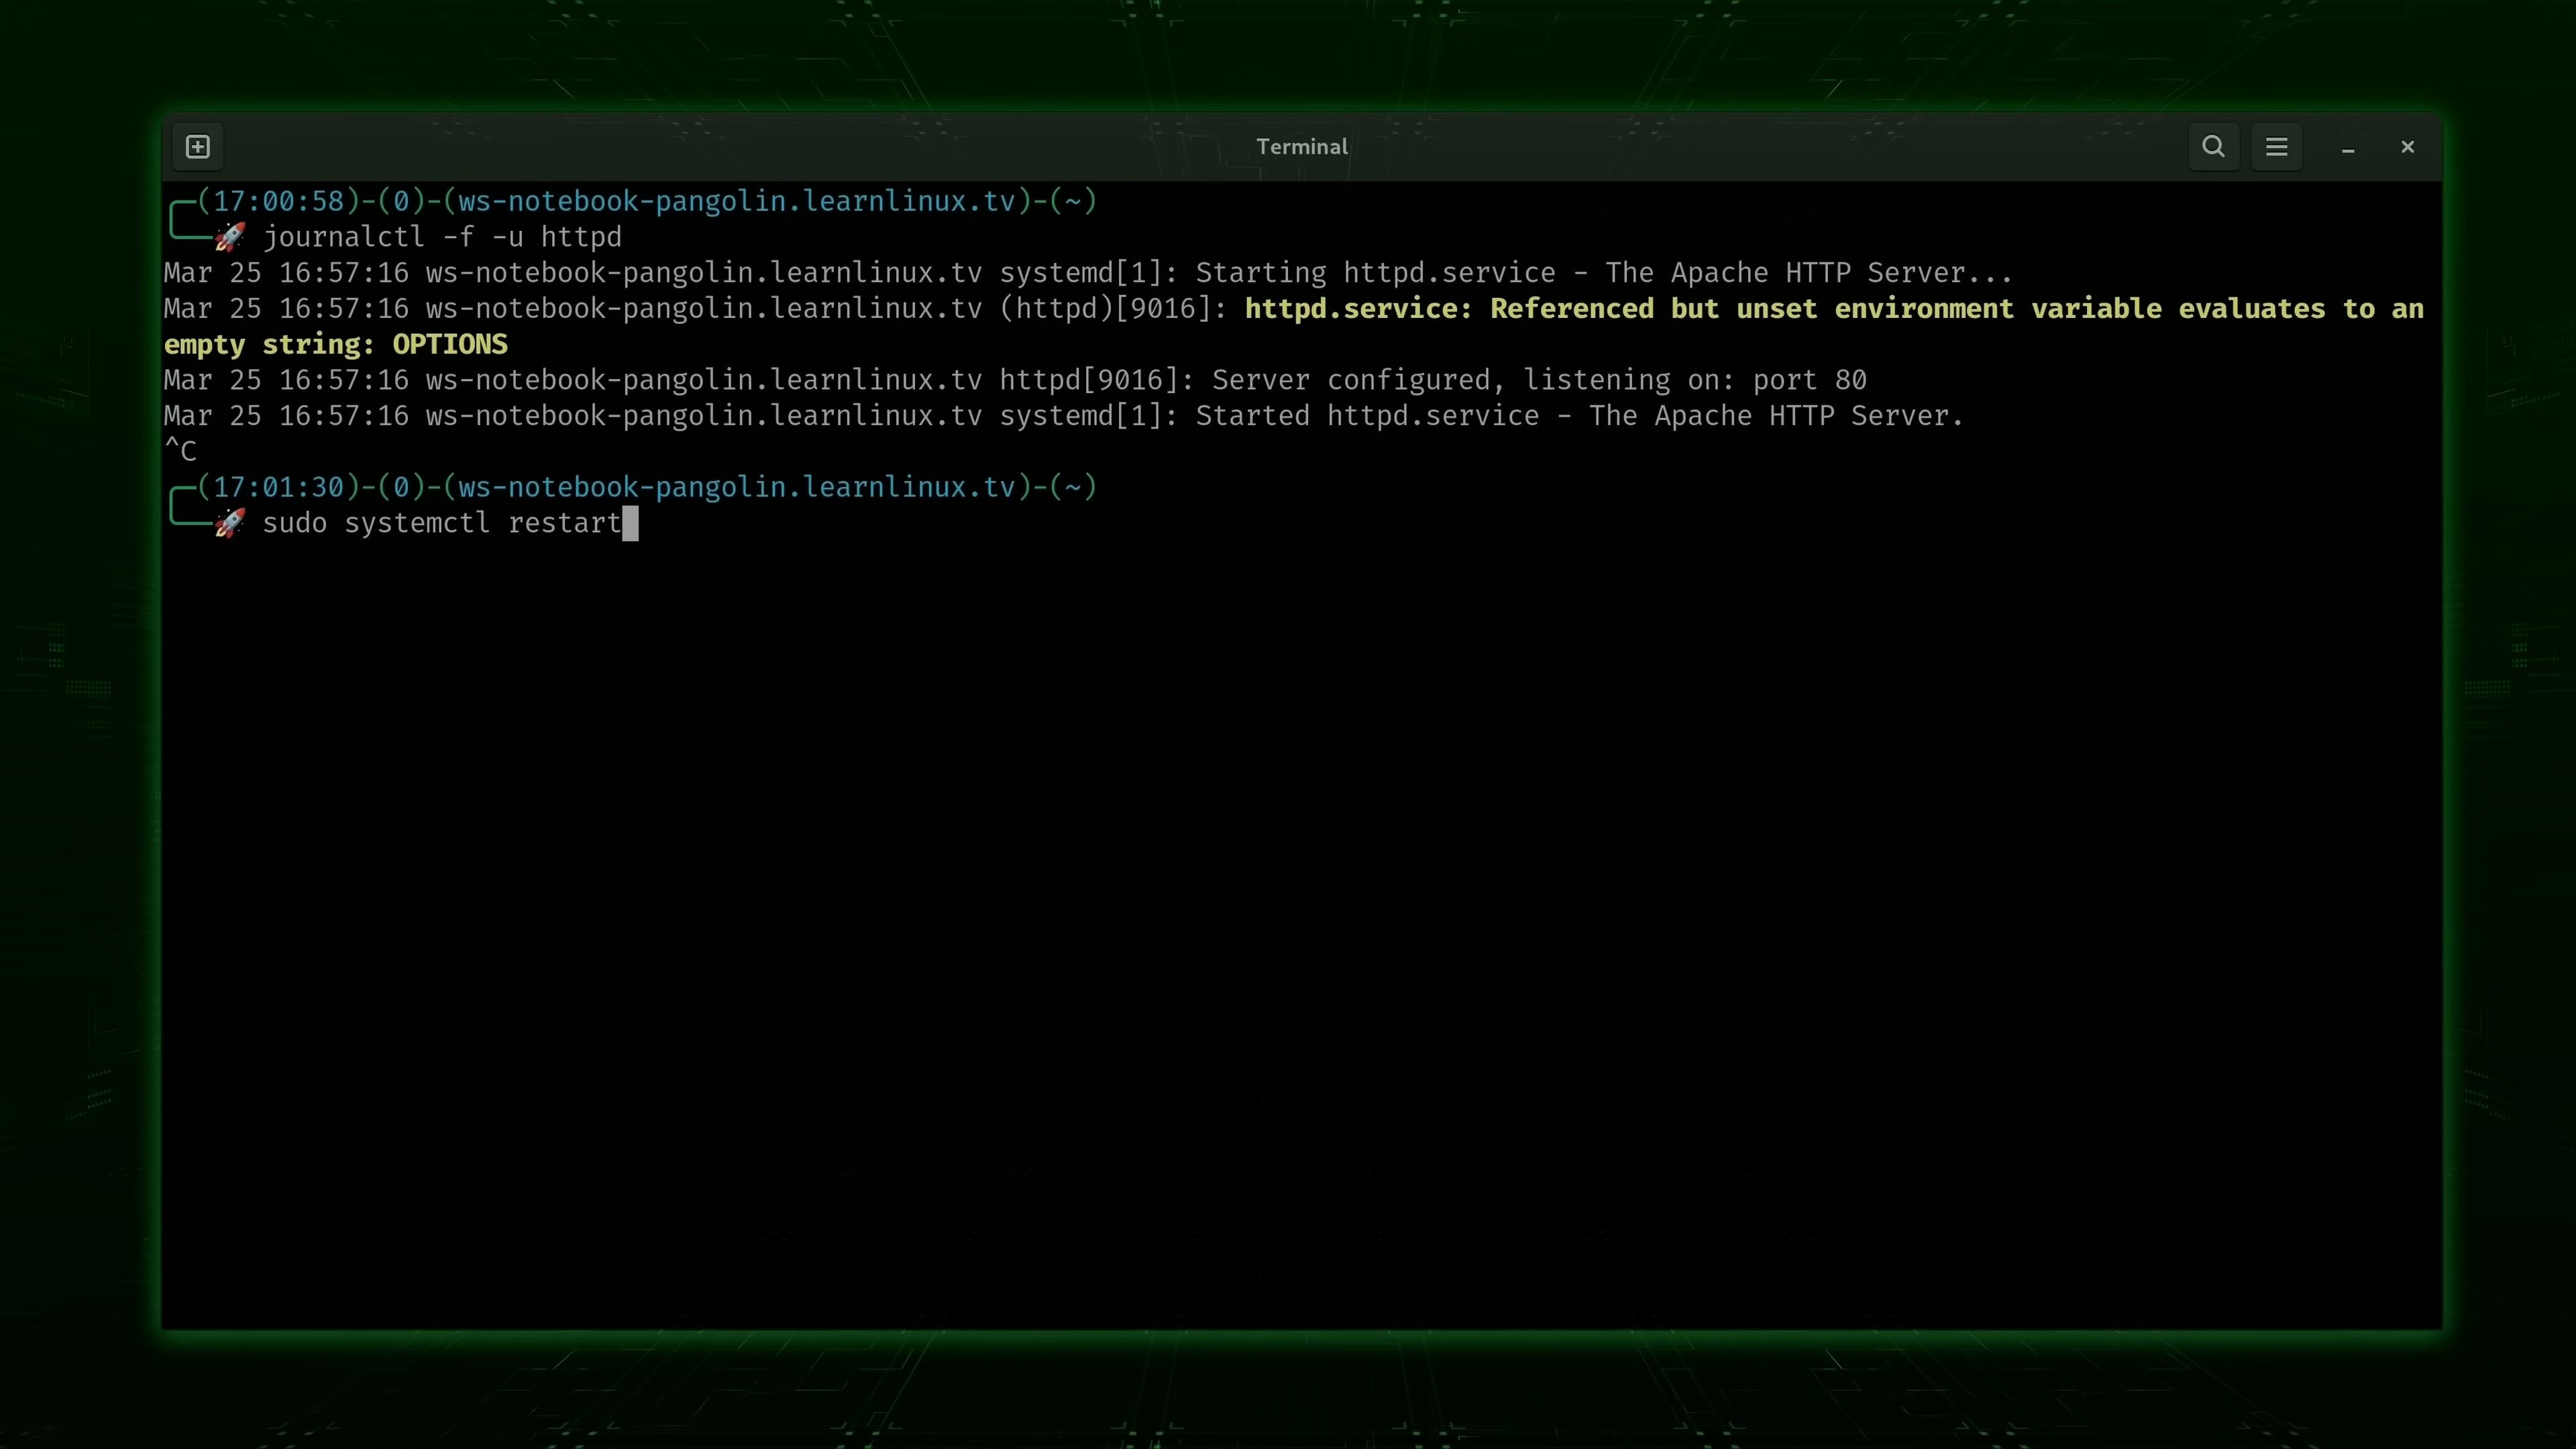 Terminal
(17:00:58)-(0)-(ws-notebook-pangolin.learnlinux.tv)-(~)
🚀 journalctl -f -u httpd
Mar 25 16:57:16 ws-notebook-pangolin.learnlinux.tv systemd[1]: Starting httpd.service - The Apache HTTP Server...
Mar 25 16:57:16 ws-notebook-pangolin.learnlinux.tv (httpd)[9016]: httpd.service: Referenced but unset environment variable evaluates to an
empty string: OPTIONS
Mar 25 16:57:16 ws-notebook-pangolin.learnlinux.tv httpd[9016]: Server configured, listening on: port 80
Mar 25 16:57:16 ws-notebook-pangolin.learnlinux.tv systemd[1]: Started httpd.service - The Apache HTTP Server.
^C
(17:01:30)-(0)-(ws-notebook-pangolin.learnlinux.tv)-(~)
🚀 sudo systemctl restart